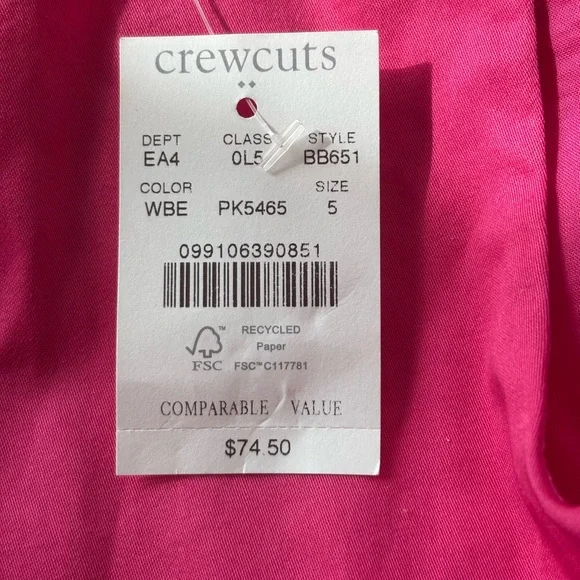 crewcuts
DEPT CLASS STYLE
EA4 0L5 BB651
COLOR SIZE
WBE PK5465 5
099106390851
RECYCLED
Paper
FSC™ C117781
™
FSC
COMPARABLE VALUE
$74.50